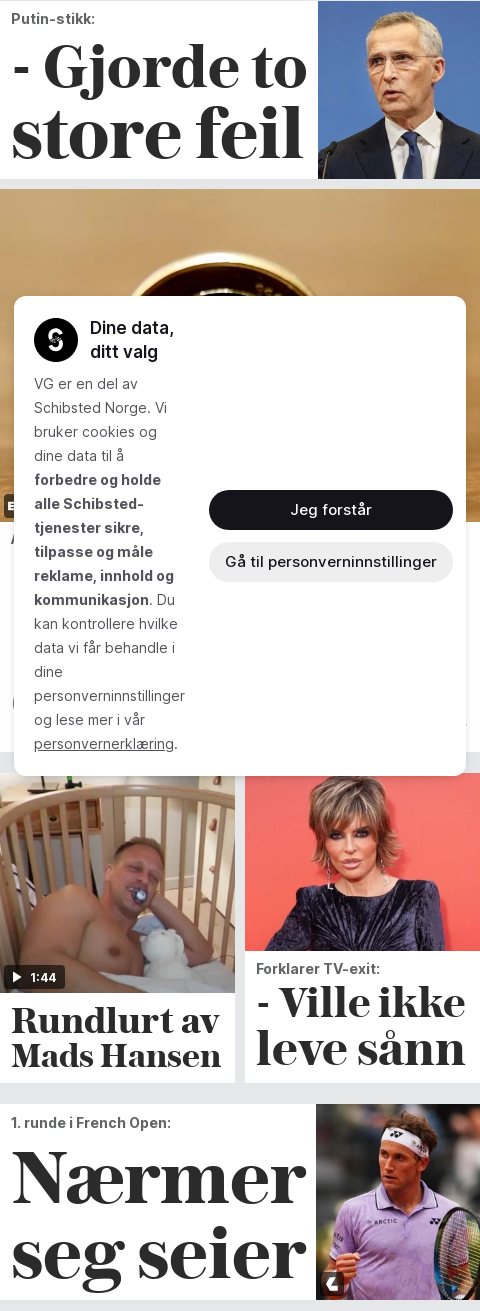 Putin-stikk:
- Gjorde to
store feil
Dine data,
ditt valg
VG er en del av
Schibsted Norge. Vi
bruker cookies og
dine data til å
forbedre og holde
alle Schibsted-
tjenester sikre,
tilpasse og måle
reklame, innhold og
kommunikasjon. Du
kan kontrollere hvilke
data vi får behandle i
dine
personverninnstillinger
og lese mer i vår
personvernerklæring.
Jeg forstår
Gå til personverninnstillinger
1:44
Rundlurt av
Mads Hansen
Forklarer TV-exit:
- Ville ikke
leve sånn
1. runde i French Open:
Nærmer
seg seier
YONEX
ARCTIC